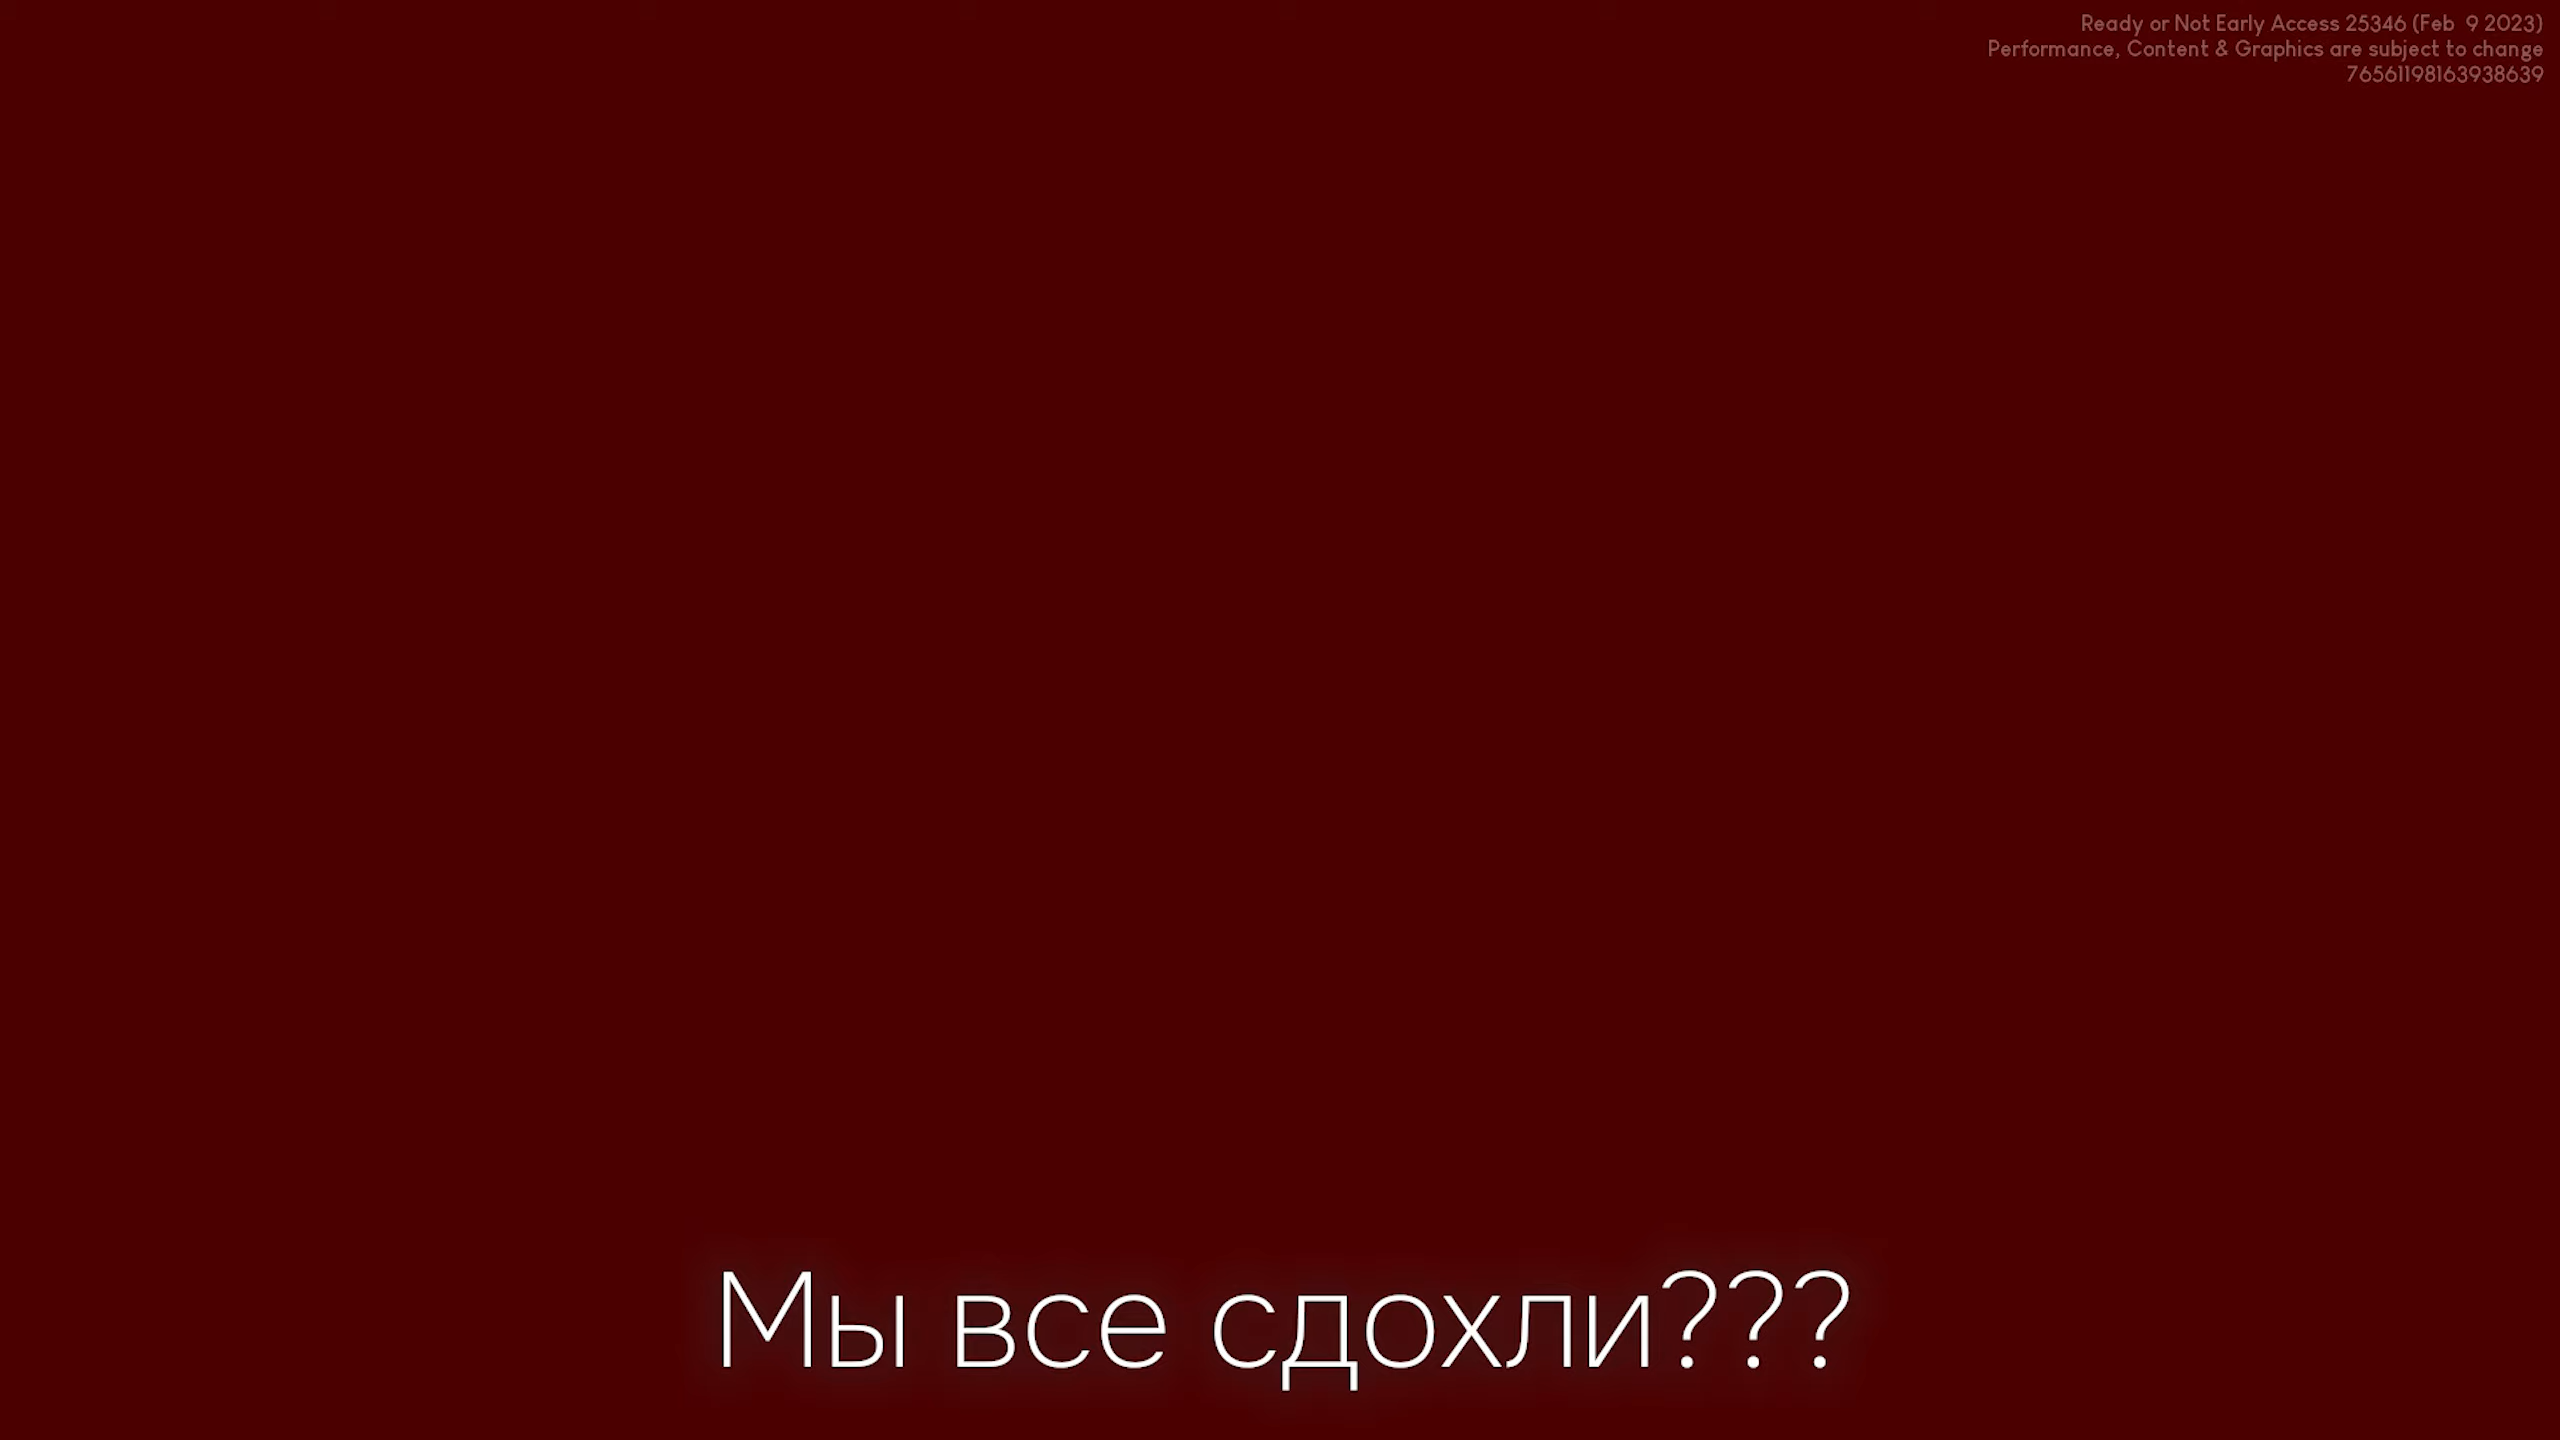 Ready or Not Early Access 25346 (Feb  9 2023)
Performance, Content & Graphics are subject to change
76561198163938639
Мы все сдохли???